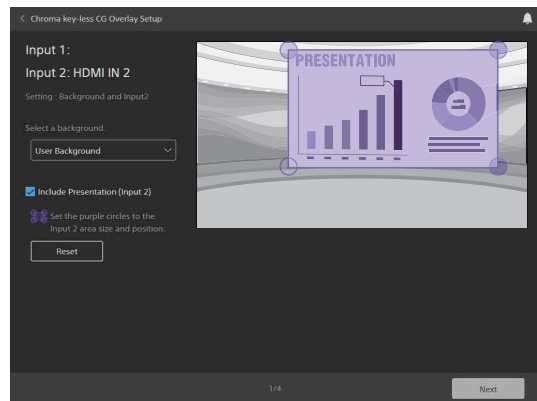 Chroma key-less CG Overlay Setup
Input 1:
Input 2: HDMI IN 2
Setting : Background and Input2
Select a background.
User Background
Include Presentation (Input 2)
Set the purple circles to the
Input 2 area size and position.
Reset
PRESENTATION
1/4
Next